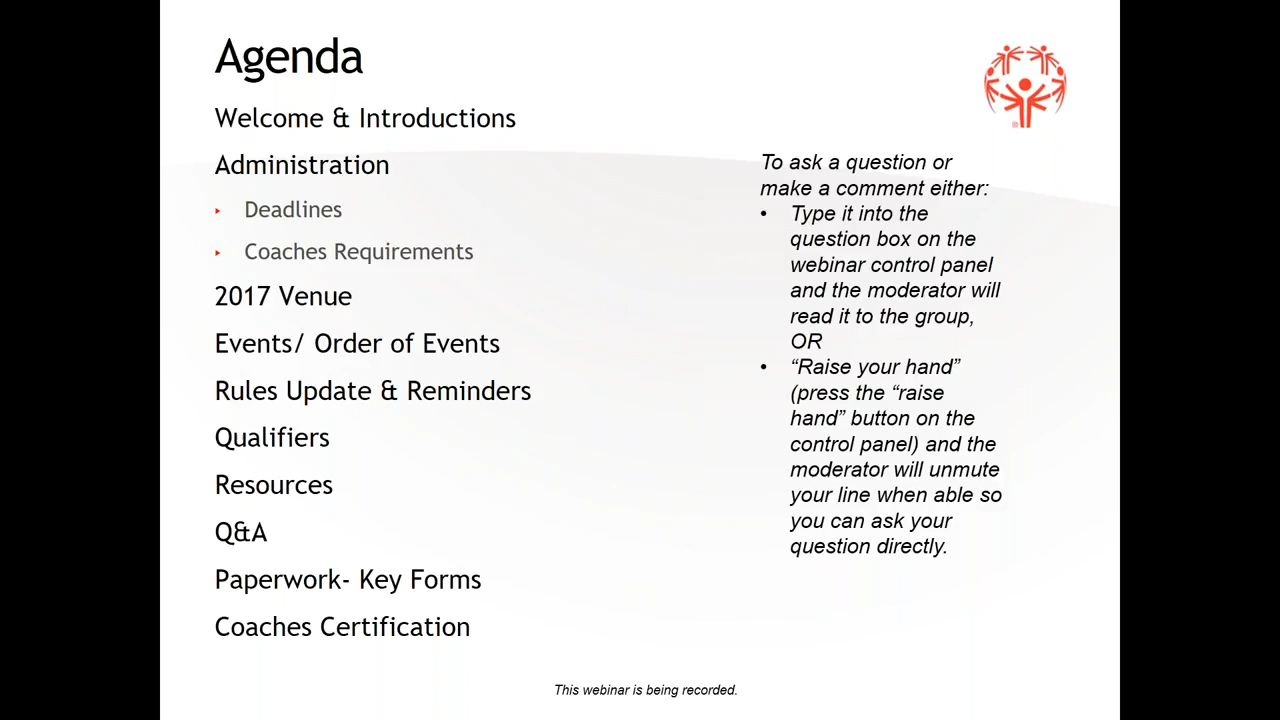 Agenda
Welcome & Introductions
Administration
‣ Deadlines
‣ Coaches Requirements
2017 Venue
Events/ Order of Events
Rules Update & Reminders
Qualifiers
Resources
Q&A
Paperwork- Key Forms
Coaches Certification
To ask a question or
make a comment either:
• Type it into the
question box on the
webinar control panel
and the moderator will
read it to the group,
OR
• “Raise your hand”
(press the “raise
hand” button on the
control panel) and the
moderator will unmute
your line when able so
you can ask your
question directly.
This webinar is being recorded.
®